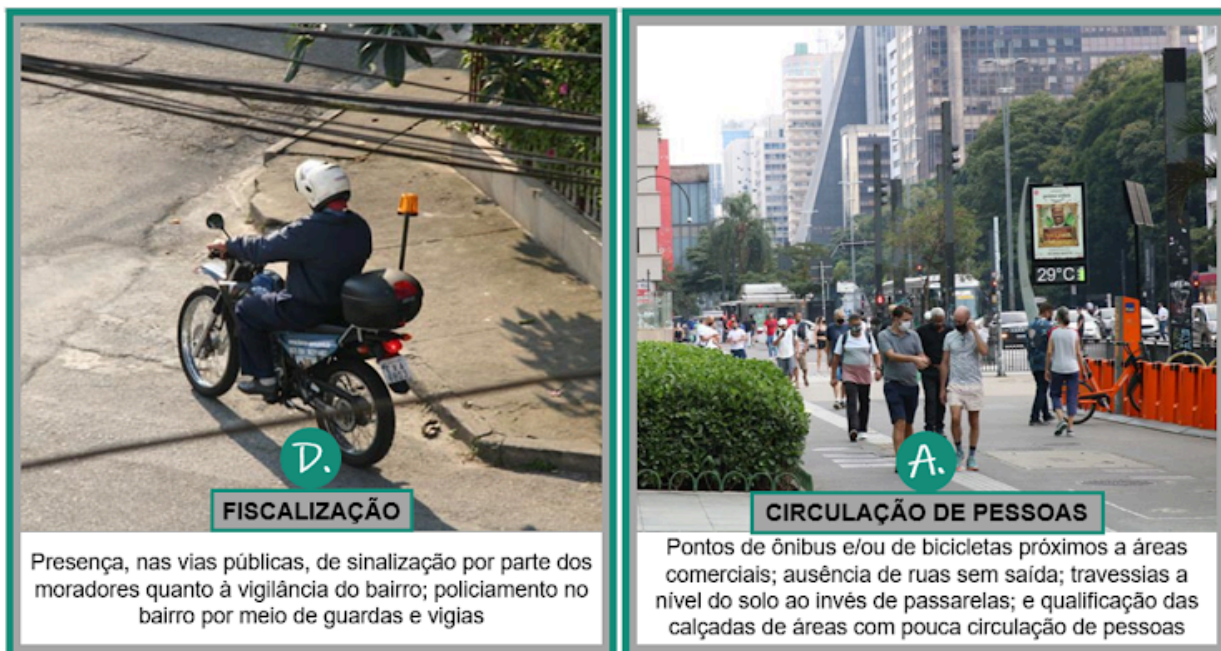 D.
FISCALIZAÇÃO
Presença, nas vias públicas, de sinalização por parte dos
moradores quanto à vigilância do bairro; policiamento no
bairro por meio de guardas e vigias
29°C
A.
CIRCULAÇÃO DE PESSOAS
Pontos de ônibus e/ou de bicicletas próximos a áreas
comerciais; ausência de ruas sem saída; travessias a
nível do solo ao invés de passarelas; e qualificação das
calçadas de áreas com pouca circulação de pessoas